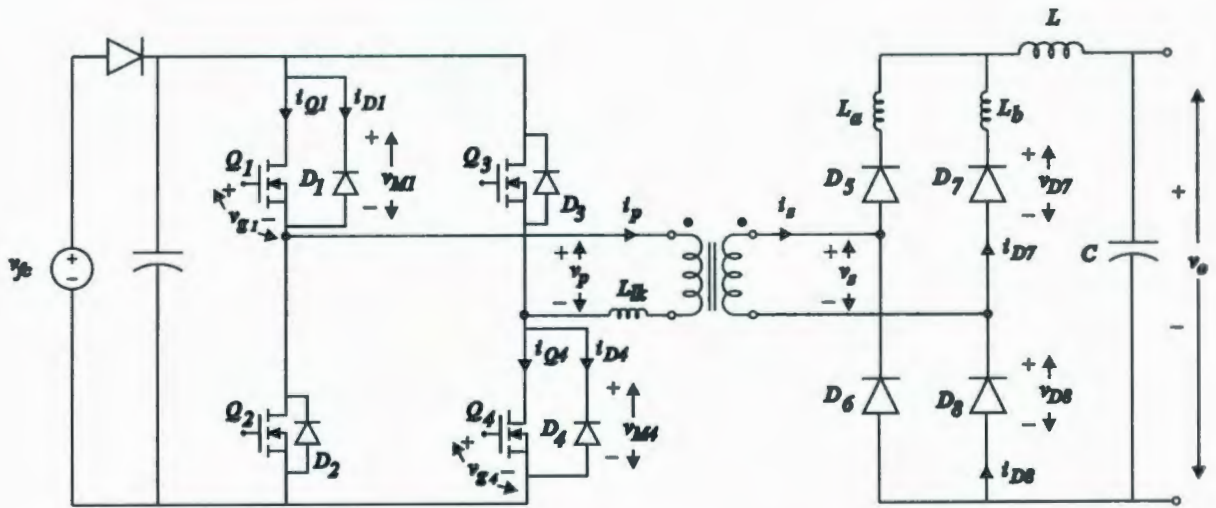 L
i_Q1 i_D1
L_a L_b
Q_1 + Q_3 +
D_1 v_M1 D_5 D_7 v_D7
+ v_g1 - - D_3 -
i_p i_s
v_fc + - + v_p - + v_s - i_D7 C + v_o -
L_lk
i_Q4 i_D4
+ +
Q_2 Q_4 D_4 v_M4 D_6 D_8 v_D8
D_2 + v_g4 - - -
i_D8